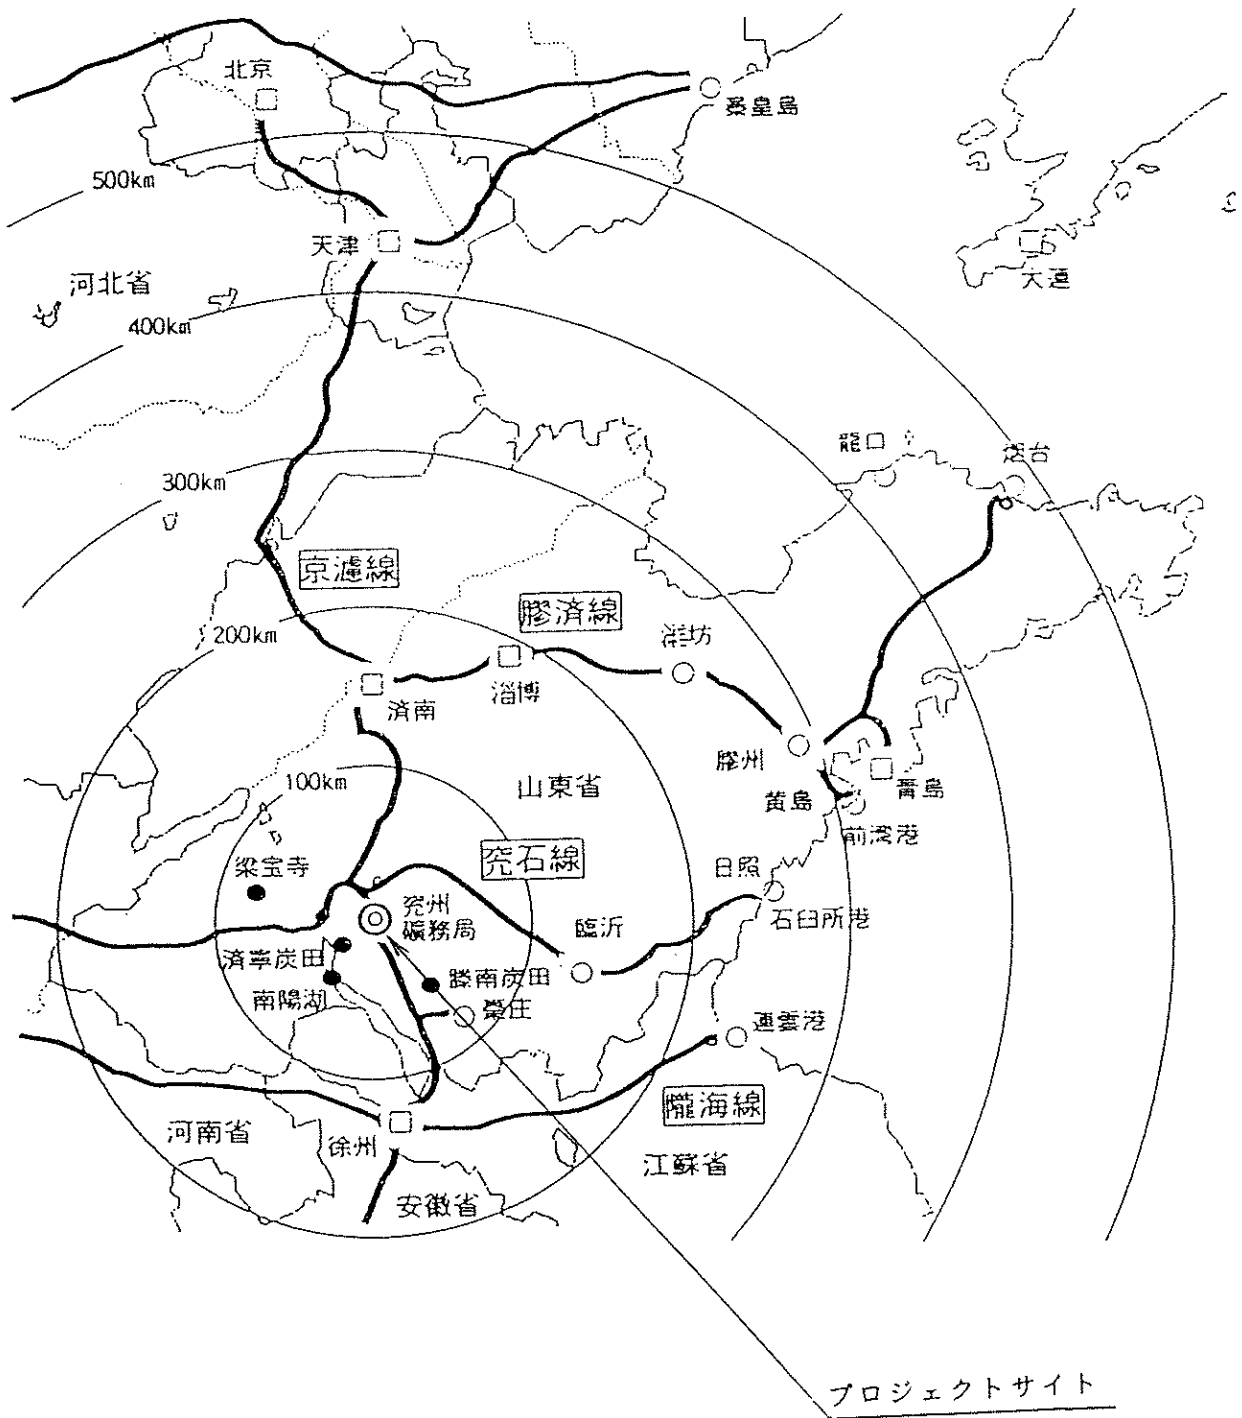 北京
秦皇島
500km
天津
大連
河北省
400km
龍口
烟台
300km
京滬線
膠済線
200km
濰坊
淄博
済南
膠州
山東省
100km
青島
黄島
前湾港
兗石線
梁宝寺
日照
兗州
石臼所港
礦務局
臨沂
済寧炭田
滕南炭田
南陽湖
棗庄
連雲港
隴海線
河南省
徐州
江蘇省
安徽省
プロジェクトサイト